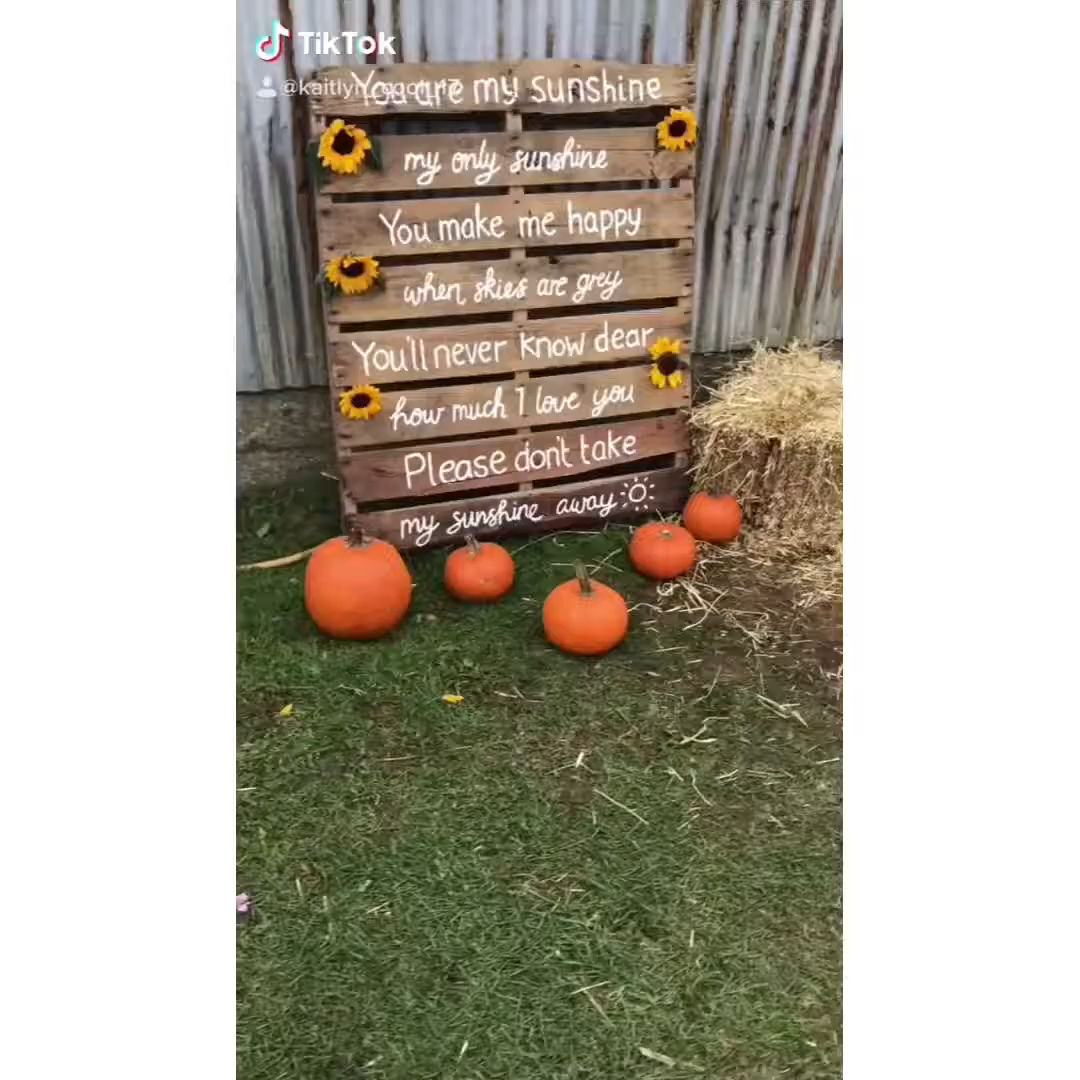 TikTok
You are my sunshine
my only sunshine
You make me happy
when skies are grey
You'll never know dear
how much I love you
Please don't take
my sunshine away